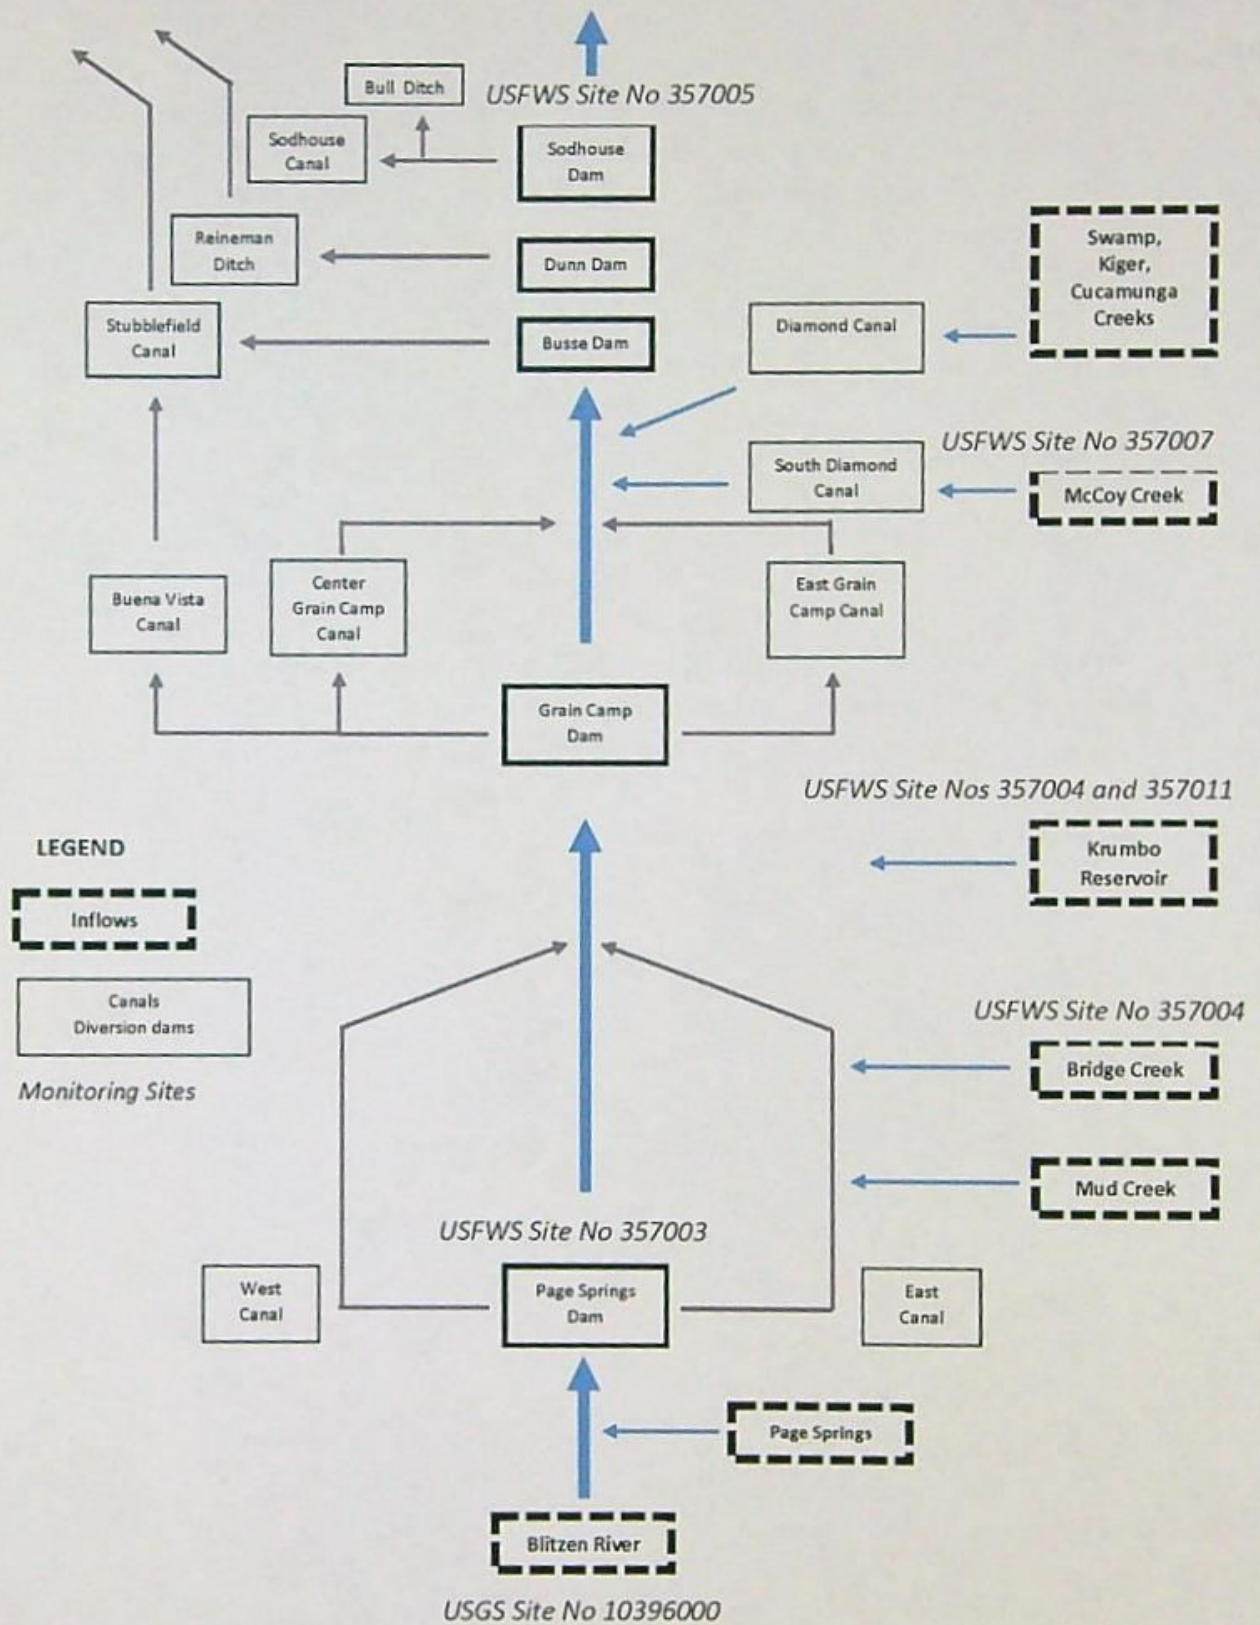 Bull Ditch
USFWS Site No 357005
Sodhouse
Canal
Sodhouse
Dam
Reineman
Ditch
Dunn Dam
Swamp,
Kiger,
Cucamunga
Creeks
Stubblefield
Canal
Busse Dam
Diamond Canal
USFWS Site No 357007
South Diamond
Canal
McCoy Creek
Buena Vista
Canal
Center
Grain Camp
Canal
East Grain
Camp Canal
Grain Camp
Dam
USFWS Site Nos 357004 and 357011
Krumbo
Reservoir
LEGEND
Inflows
Canals
Diversion dams
Monitoring Sites
USFWS Site No 357004
Bridge Creek
Mud Creek
USFWS Site No 357003
West
Canal
Page Springs
Dam
East
Canal
Page Springs
Blitzen River
USGS Site No 10396000